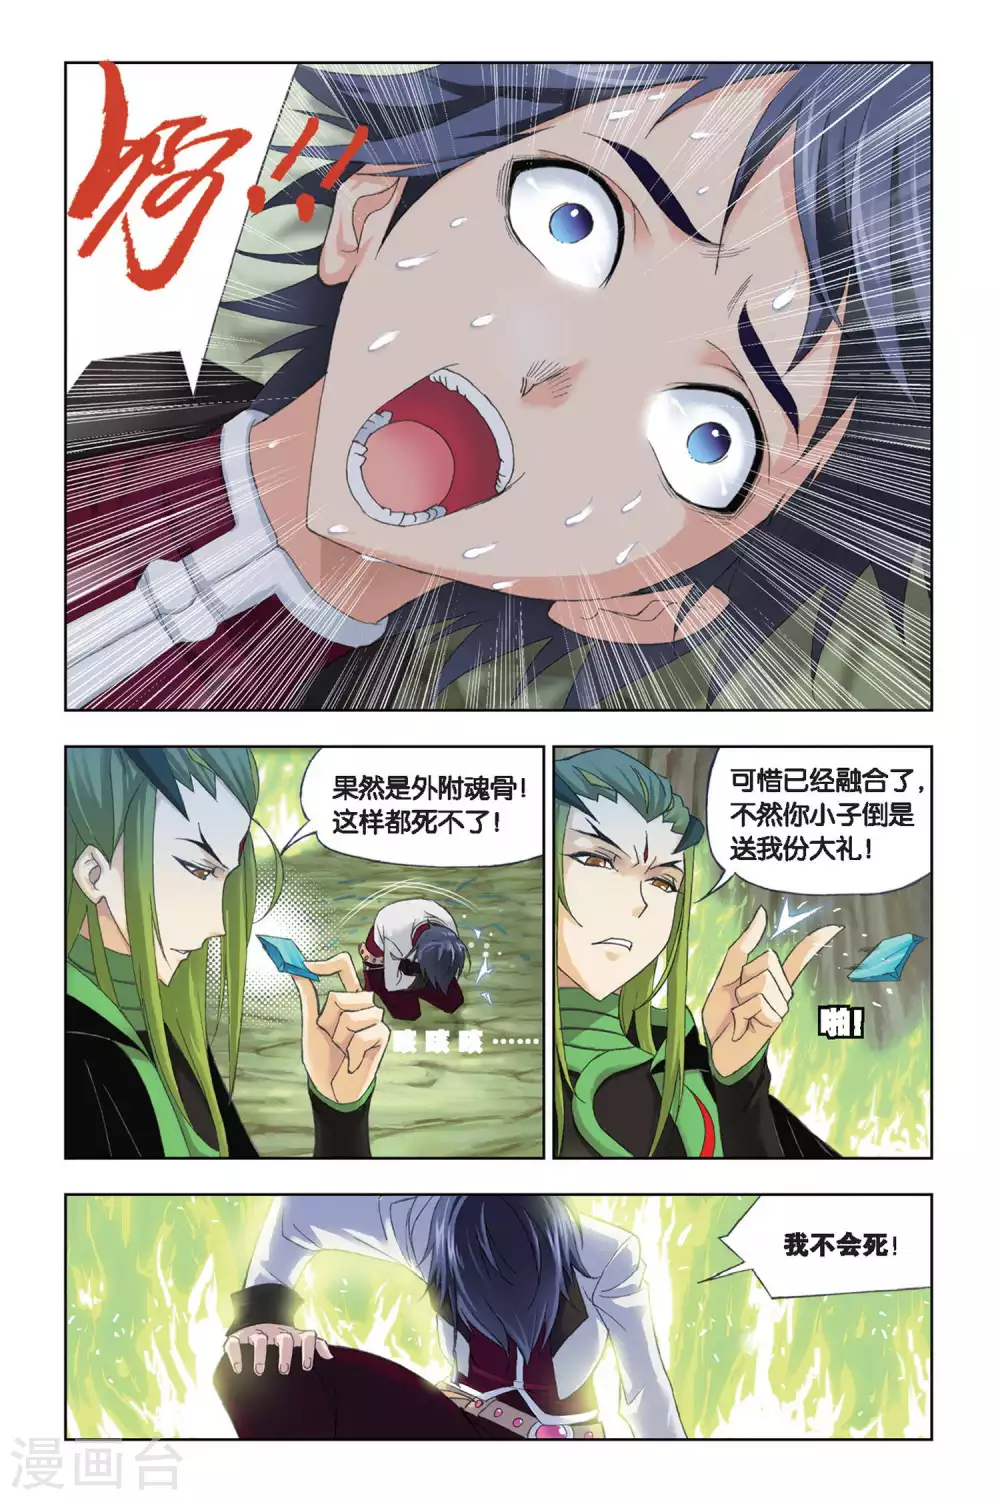 啊!!
果然是外附魂骨!
这样都死不了!
咳咳咳······
可惜已经融合了,
不然你小子倒是
送我份大礼!
啪!
我不会死!
漫画台